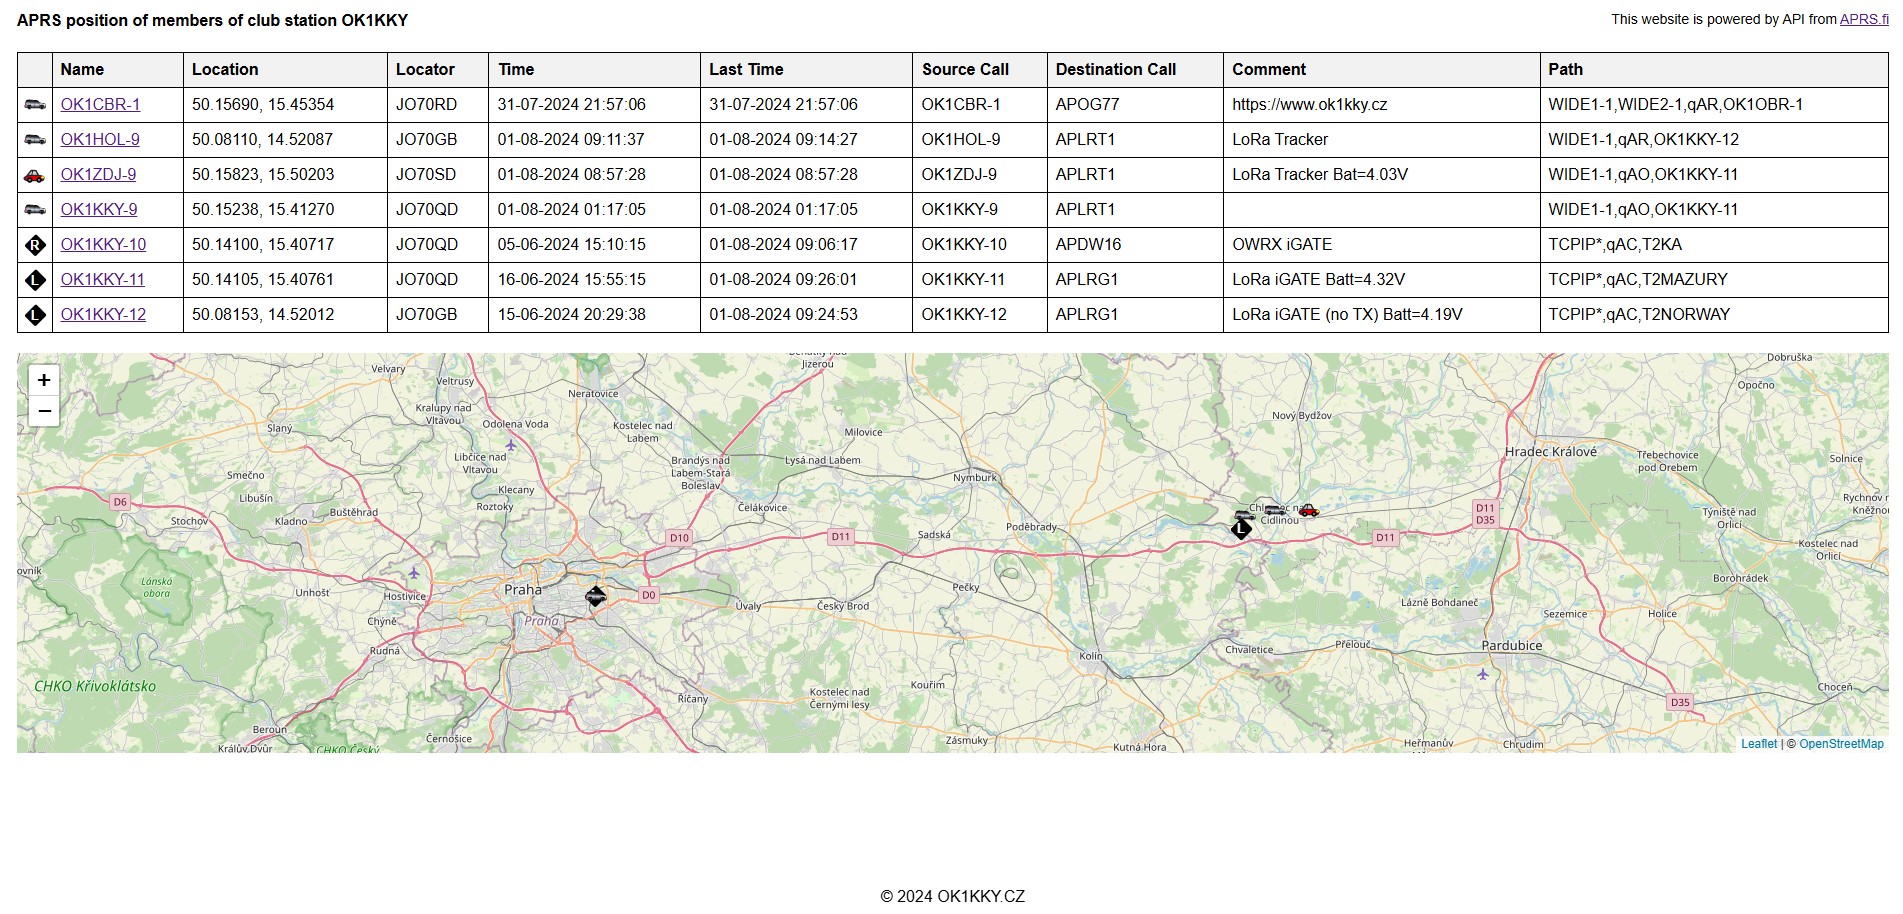 APRS position of members of club station OK1KKY
This website is powered by API from APRS.fi
Name Location Locator Time Last Time Source Call Destination Call Comment Path
OK1CBR-1 50.15690, 15.45354 JO70RD 31-07-2024 21:57:06 31-07-2024 21:57:06 OK1CBR-1 APOG77 https://www.ok1kky.cz WIDE1-1,WIDE2-1,qAR,OK1OBR-1
OK1HOL-9 50.08110, 14.52087 JO70GB 01-08-2024 09:11:37 01-08-2024 09:14:27 OK1HOL-9 APLRT1 LoRa Tracker WIDE1-1,qAR,OK1KKY-12
OK1ZDJ-9 50.15823, 15.50203 JO70SD 01-08-2024 08:57:28 01-08-2024 08:57:28 OK1ZDJ-9 APLRT1 LoRa Tracker Bat=4.03V WIDE1-1,qAO,OK1KKY-11
OK1KKY-9 50.15238, 15.41270 JO70QD 01-08-2024 01:17:05 01-08-2024 01:17:05 OK1KKY-9 APLRT1 WIDE1-1,qAO,OK1KKY-11
R OK1KKY-10 50.14100, 15.40717 JO70QD 05-06-2024 15:10:15 01-08-2024 09:06:17 OK1KKY-10 APDW16 OWRX iGATE TCPIP*,qAC,T2KA
L OK1KKY-11 50.14105, 15.40761 JO70QD 16-06-2024 15:55:15 01-08-2024 09:26:01 OK1KKY-11 APLRG1 LoRa iGATE Batt=4.32V TCPIP*,qAC,T2MAZURY
L OK1KKY-12 50.08153, 14.52012 JO70GB 15-06-2024 20:29:38 01-08-2024 09:24:53 OK1KKY-12 APLRG1 LoRa iGATE (no TX) Batt=4.19V TCPIP*,qAC,T2NORWAY
+
−
Jizerou
Dobruška
Velvary
Veltrusy
Opočno
Neratovice
Kralupy nad
Vltavou
Nový Bydžov
Odolena Voda
Slaný
Kostelec nad
Labem
Milovice
Hradec Králové
Libčice nad
Vltavou
Brandýs nad
Labem-Stará
Boleslav
Lysá nad Labem
Třebechovice
pod Orebem
Solnice
Smečno
Nymburk
Klecany
Libušín
Roztoky
Čelákovice
Rychnov
Kněžno
D6
Buštěhrad
D11
D35
Týniště nad
Orlicí
Stochov
Kladno
Cidlinou
L
Poděbrady
Sadská
D10
D11
D11
Kostelec nad
Orlicí
ovník
Lánská
obora
Hostivice
Unhošť
Praha
Praha
D0
Pečky
Borohrádek
Úvaly
Český Brod
Lázně Bohdaneč
Sezemice
Holice
Chýně
Rudná
Kolín
Chvaletice
Přelouč
Pardubice
CHKO Křivoklátsko
Říčany
Kostelec nad
Černými lesy
Kouřim
Choceň
D35
Beroun
Králův Dvůr
CHKO Český
Černošice
Zásmuky
Kutná Hora
Heřmanův
Chrudim
Leaflet | © OpenStreetMap
© 2024 OK1KKY.CZ